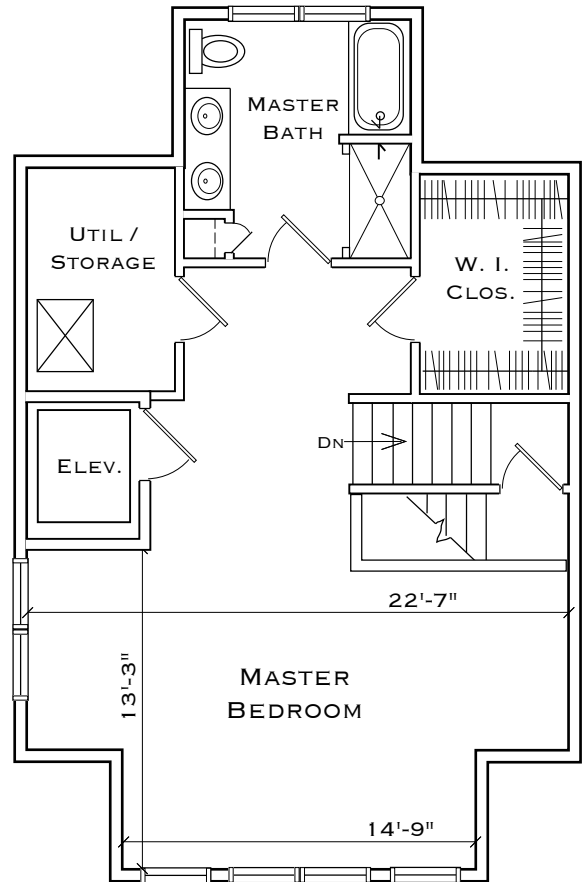 MASTER
BATH
UTIL /
STORAGE
W. I.
CLOS.
DN
ELEV.
22'-7"
13'-3"
MASTER
BEDROOM
14'-9"